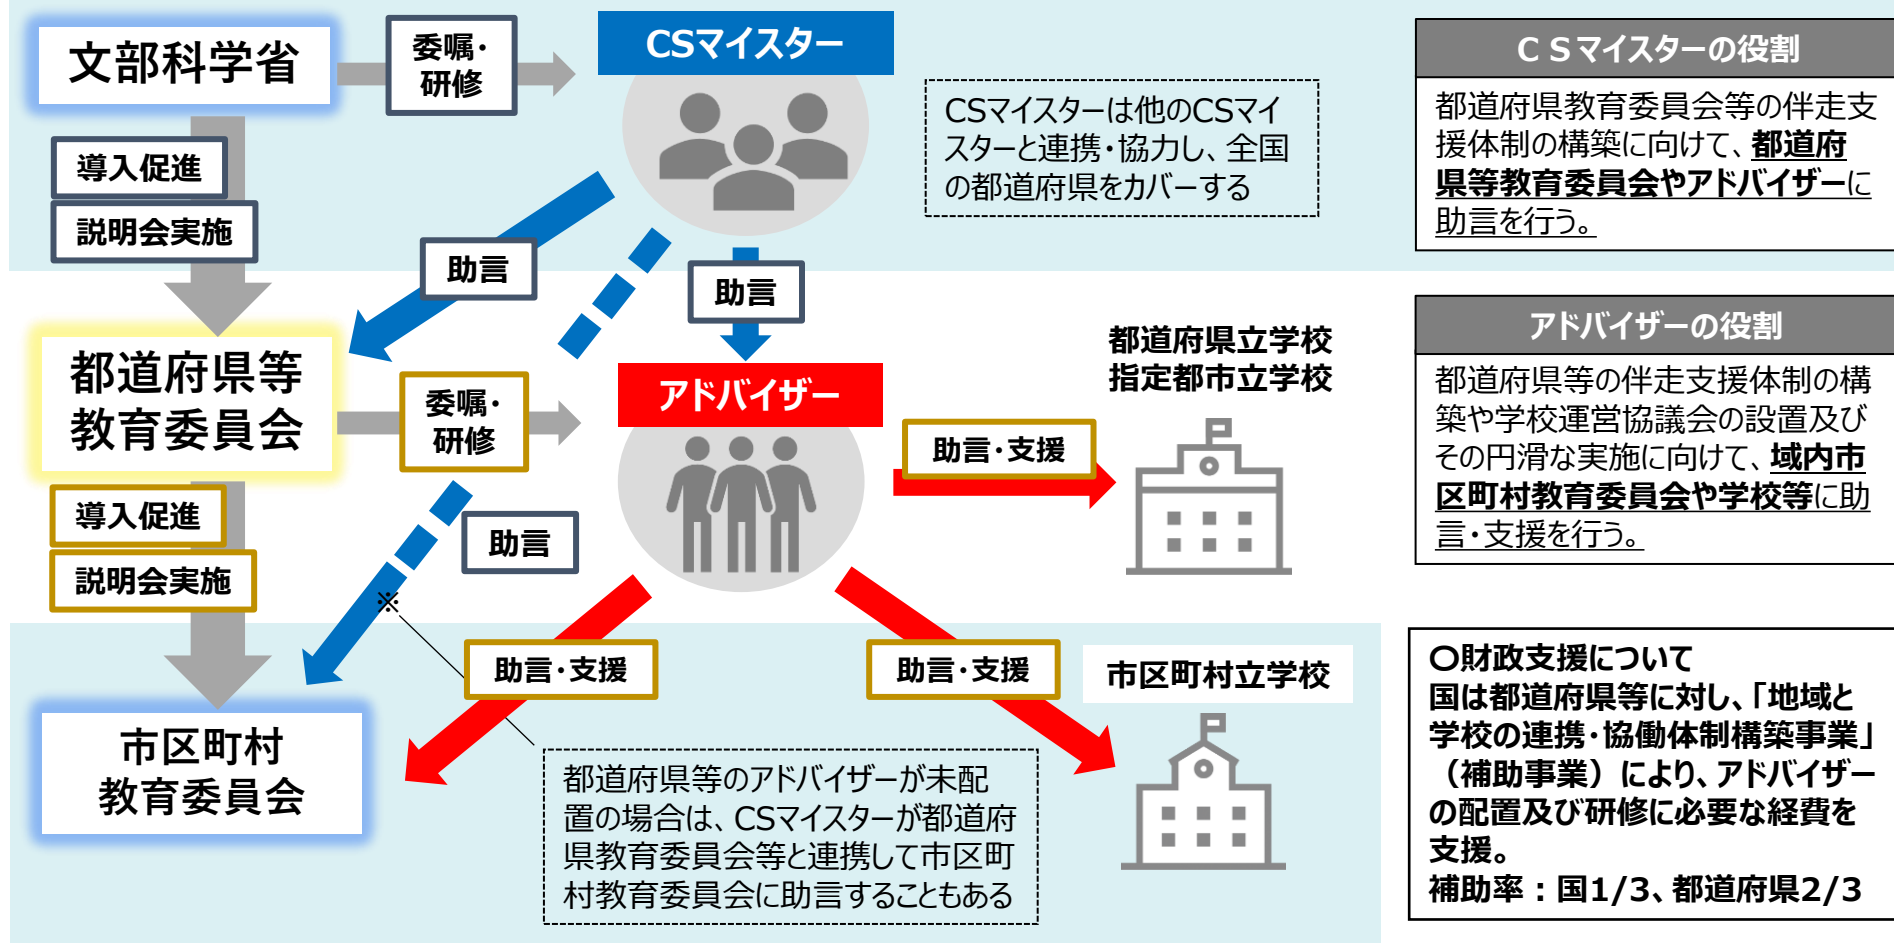 文部科学省
委嘱・
研修
CSマイスター
導入促進
説明会実施
CSマイスターは他のCSマイ
スターと連携・協力し、全国
の都道府県をカバーする
助言
助言
都道府県等
教育委員会
委嘱・
研修
アドバイザー
都道府県立学校
指定都市立学校
助言・支援
導入促進
説明会実施
助言
※
助言・支援
助言・支援
市区町村立学校
市区町村
教育委員会
都道府県等のアドバイザーが未配
置の場合は、CSマイスターが都道府
県教育委員会等と連携して市区町
村教育委員会に助言することもある
ＣＳマイスターの役割
都道府県教育委員会等の伴走支
援体制の構築に向けて、都道府
県等教育委員会やアドバイザーに
助言を行う。
アドバイザーの役割
都道府県等の伴走支援体制の構
築や学校運営協議会の設置及び
その円滑な実施に向けて、域内市
区町村教育委員会や学校等に助
言・支援を行う。
〇財政支援について
国は都道府県等に対し、「地域と
学校の連携・協働体制構築事業」
（補助事業）により、アドバイザー
の配置及び研修に必要な経費を
支援。
補助率：国1/3、都道府県2/3